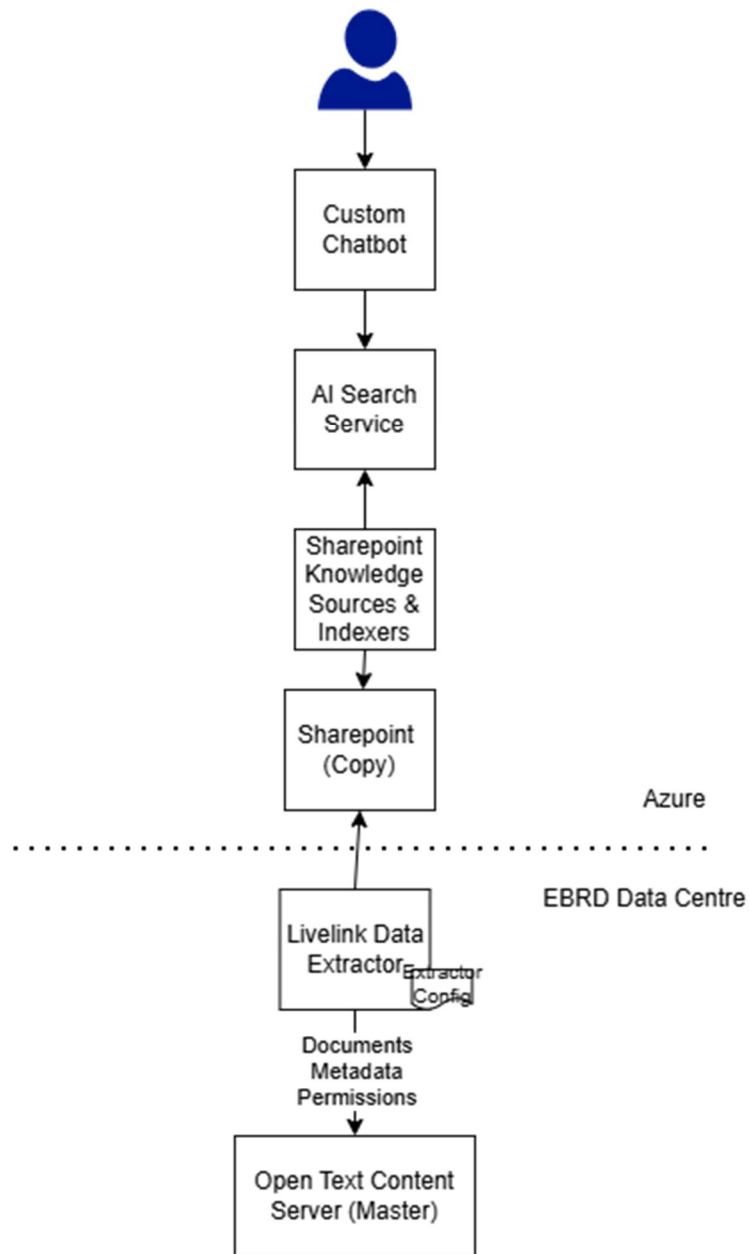 Custom
Chatbot
AI Search
Service
Sharepoint
Knowledge
Sources &
Indexers
Sharepoint
(Copy)
Azure
EBRD Data Centre
Livelink Data
Extractor
Extractor
Config
Documents
Metadata
Permissions
Open Text Content
Server (Master)